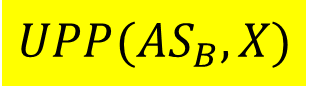 UPP(AS_B, X)